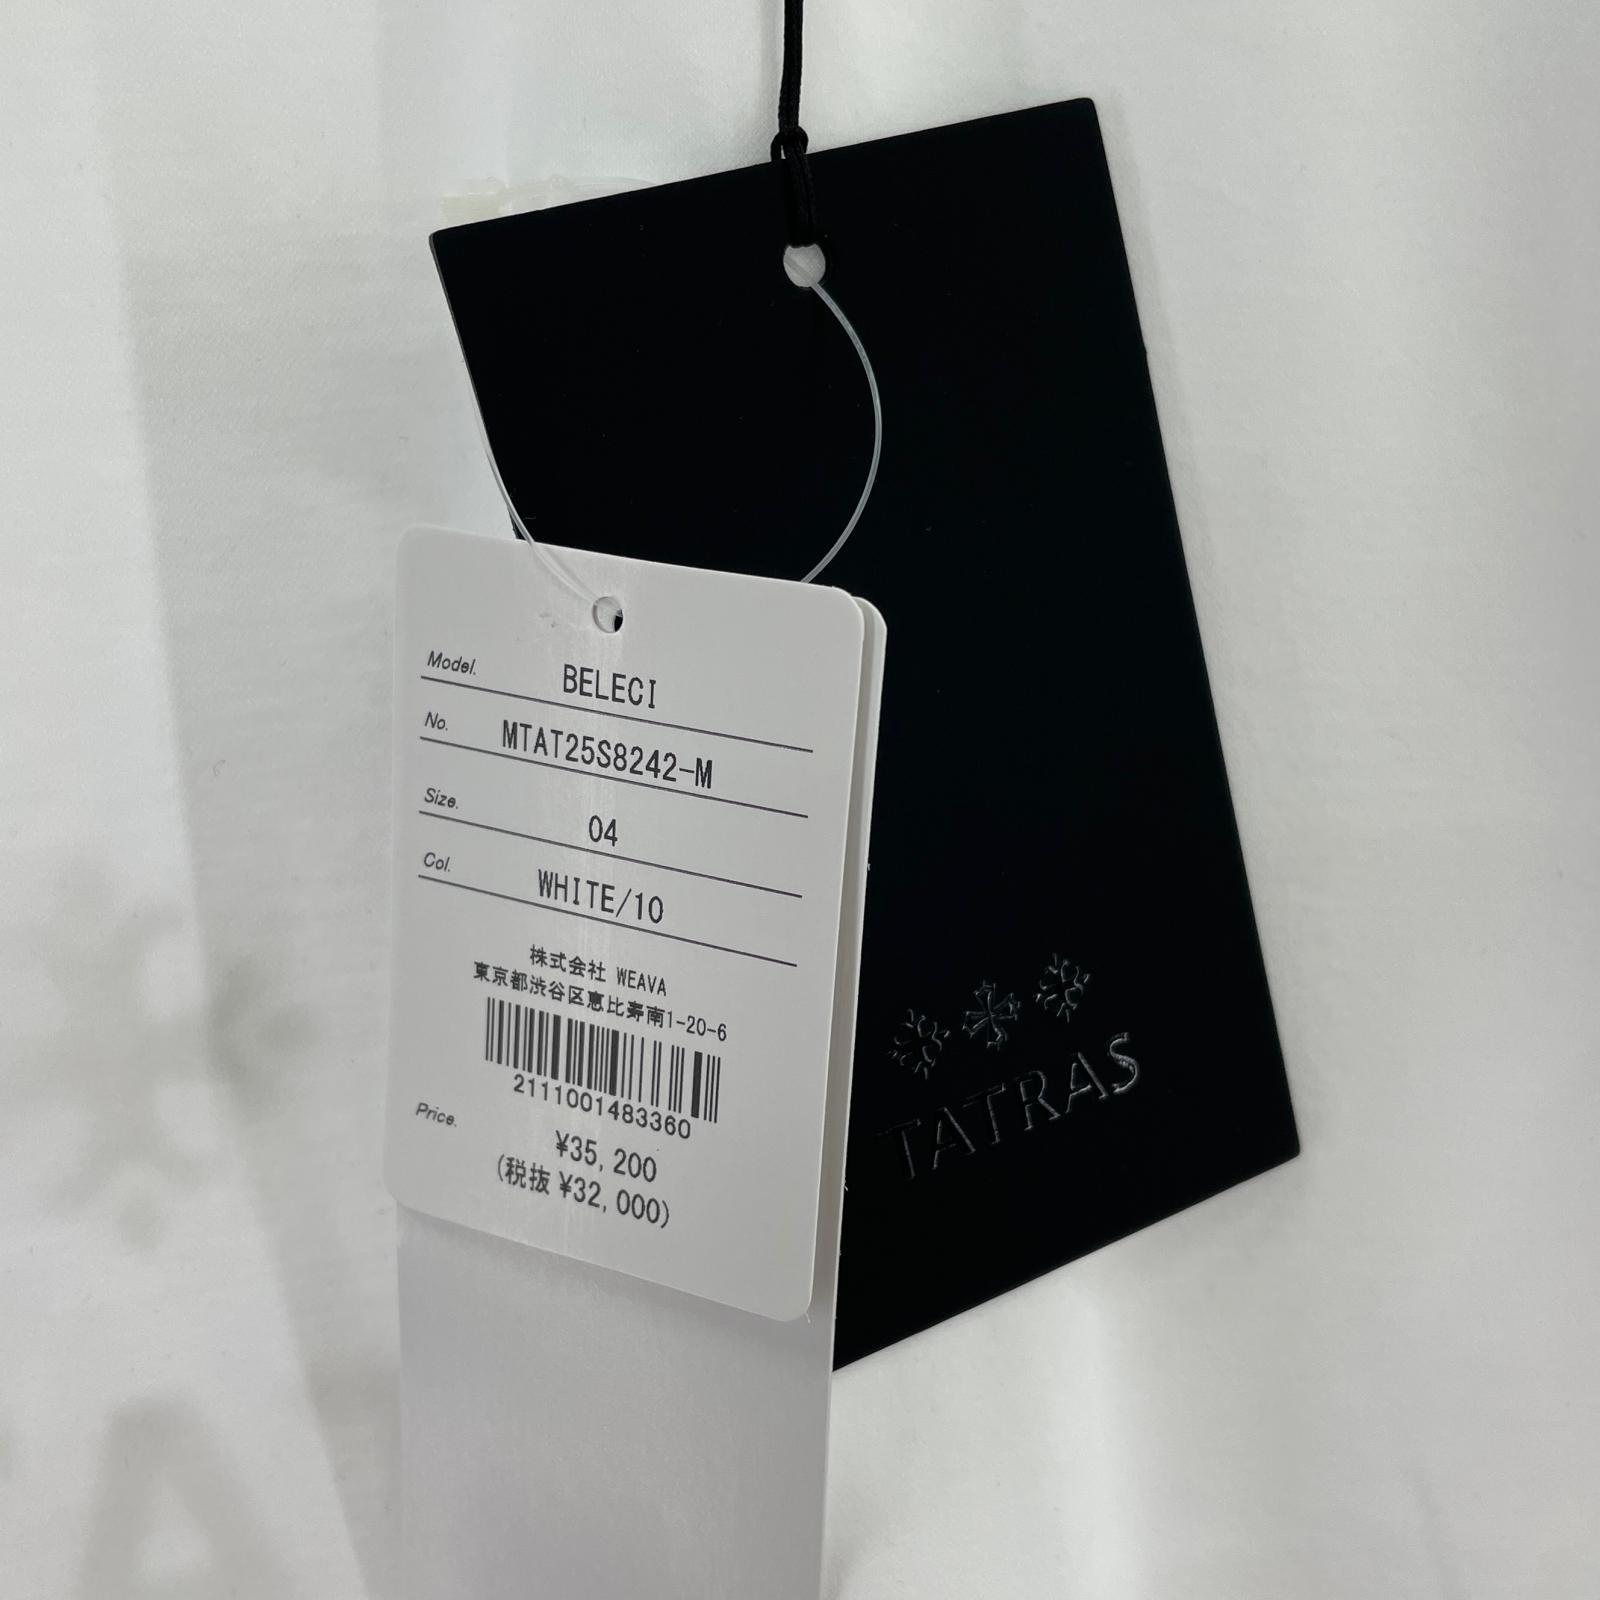 Model. BELECI
No. MTAT25S8242-M
Size. 04
Col. WHITE/10
株式会社 WEAVA
東京都渋谷区恵比寿南1-20-6
2111001483360
Price. ¥35,200
(税抜 ¥32,000)
TATRAS